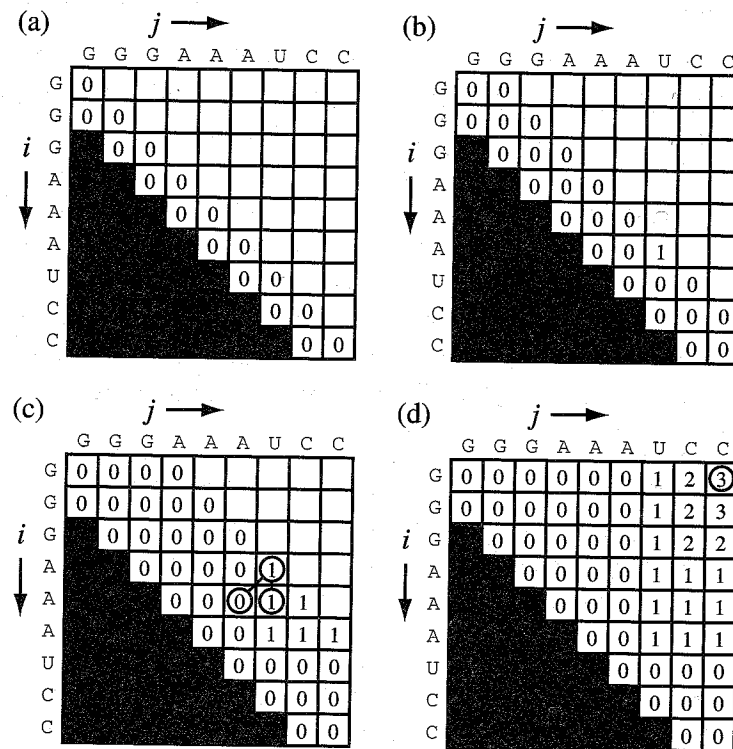 (a)
j
G G G A A A U C C
G 0
G 0 0
i
G 0 0
A 0 0
A 0 0
A 0 0
U 0 0
C 0 0
C 0 0
(b)
j
G G G A A A U C C
G 0 0
G 0 0 0
i
G 0 0 0
A 0 0 0
A 0 0 0
A 0 0 1
U 0 0 0
C 0 0 0
C 0 0
(c)
j
G G G A A A U C C
G 0 0 0 0
G 0 0 0 0 0
i
G 0 0 0 0 0
A 0 0 0 0 1
A 0 0 0 1 1
A 0 0 1 1 1
U 0 0 0 0
C 0 0 0
C 0 0
(d)
j
G G G A A A U C C
G 0 0 0 0 0 0 1 2 3
G 0 0 0 0 0 0 1 2 3
i
G 0 0 0 0 0 1 2 2
A 0 0 0 0 1 1 1
A 0 0 0 1 1 1
A 0 0 1 1 1
U 0 0 0 0
C 0 0 0
C 0 0